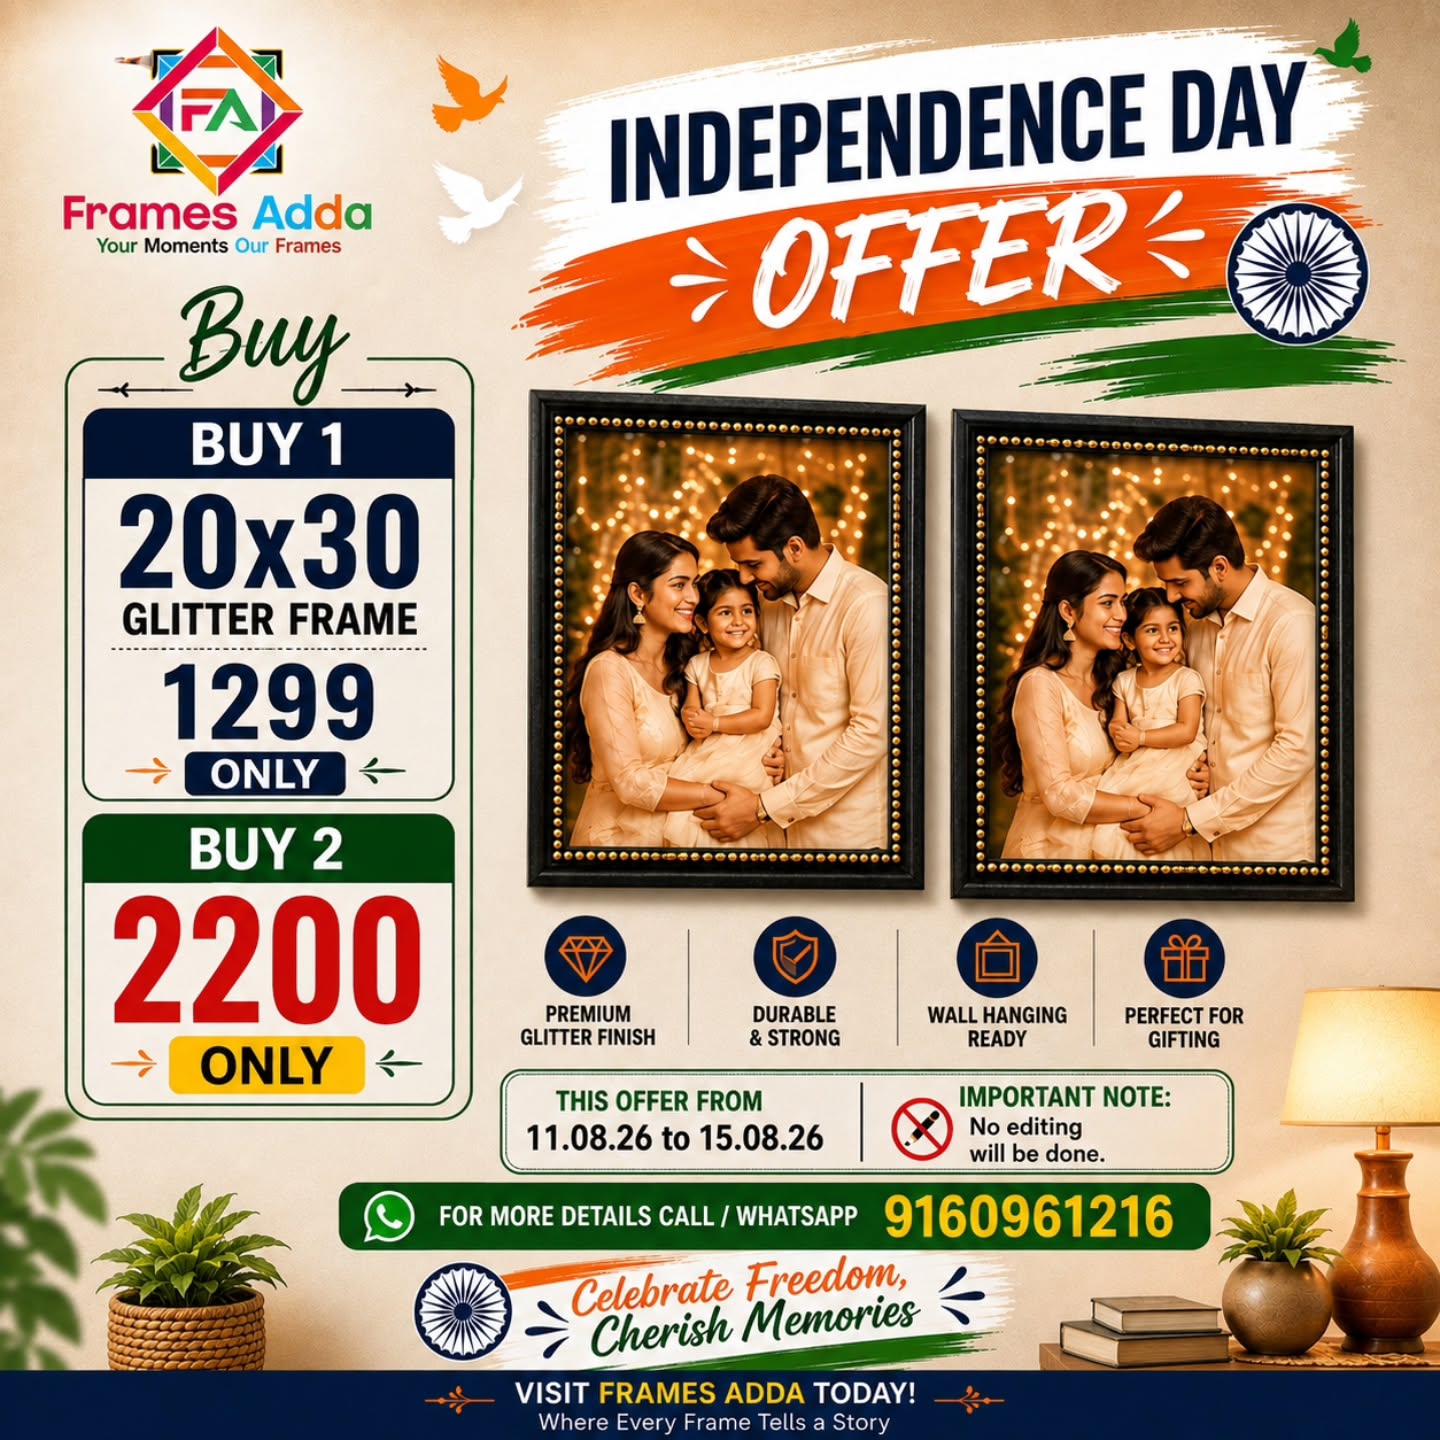 FA
Frames Adda
Your Moments Our Frames
INDEPENDENCE DAY
OFFER
Buy
BUY 1
20x30
GLITTER FRAME
1299
ONLY
BUY 2
2200
ONLY
PREMIUM
GLITTER FINISH
DURABLE
& STRONG
WALL HANGING
READY
PERFECT FOR
GIFTING
THIS OFFER FROM
11.08.26 to 15.08.26
IMPORTANT NOTE:
No editing
will be done.
FOR MORE DETAILS CALL / WHATSAPP 9160961216
Celebrate Freedom,
Cherish Memories
VISIT FRAMES ADDA TODAY!
Where Every Frame Tells a Story